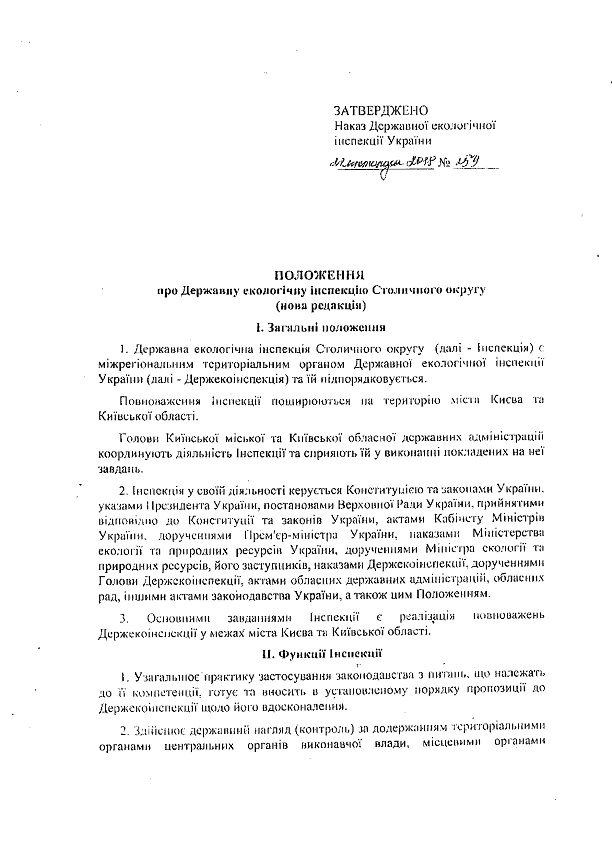 ЗАТВЕРДЖЕНО
Наказ Державної екологічної
інспекції України
2018 № 159
ПОЛОЖЕННЯ
про Державну екологічну інспекцію Столичного округу
(нова редакція)
І. Загальні положення
1. Державна екологічна інспекція Столичного округу (далі - Інспекція) є
міжрегіональним територіальним органом Державної екологічної інспекції
України (далі - Держекоінспекція) та їй підпорядковується.
Повноваження Інспекції поширюються на територію міста Києва та
Київської області.
Голови Київської міської та Київської обласної державних адміністрацій
координують діяльність Інспекції та сприяють їй у виконанні покладених на неї
завдань.
2. Інспекція у своїй діяльності керується Конституцією та законами України,
указами Президента України, постановами Верховної Ради України, прийнятими
відповідно до Конституції та законів України, актами Кабінету Міністрів
України, дорученнями Прем'єр-міністра України, наказами Міністерства
екології та природних ресурсів України, дорученнями Міністра екології та
природних ресурсів, його заступників, наказами Держекоінспекції, дорученнями
Голови Держекоінспекції, актами обласних державних адміністрацій, обласних
рад, іншими актами законодавства України, а також цим Положенням.
3. Основними завданнями Інспекції є реалізація повноважень
Держекоінспекції у межах міста Києва та Київської області.
ІІ. Функції Інспекції
1. Узагальнює практику застосування законодавства з питань, що належать
до її компетенції, готує та вносить в установленому порядку пропозиції до
Держекоінспекції щодо його вдосконалення.
2. Здійснює державний нагляд (контроль) за додержанням територіальними
органами центральних органів виконавчої влади, місцевими органами